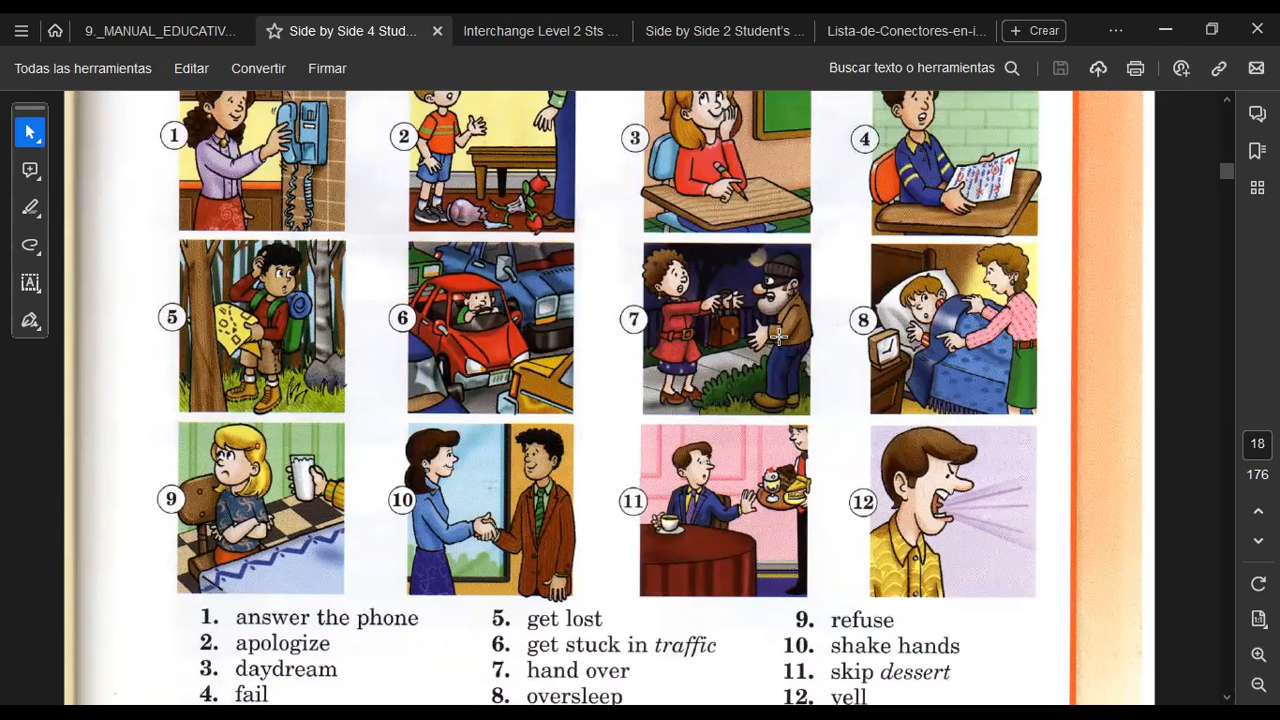 9._MANUAL_EDUCATIV... Side by Side 4 Stud... Interchange Level 2 Sts ... Side by Side 2 Student's ... Lista-de-Conectores-en-i... + Crear
Todas las herramientas Editar Convertir Firmar Buscar texto o herramientas
1 2 3 4
5 6 7 8
9 10 11 12
18
176
1. answer the phone
2. apologize
3. daydream
4. fail
5. get lost
6. get stuck in traffic
7. hand over
8. oversleep
9. refuse
10. shake hands
11. skip dessert
12. yell